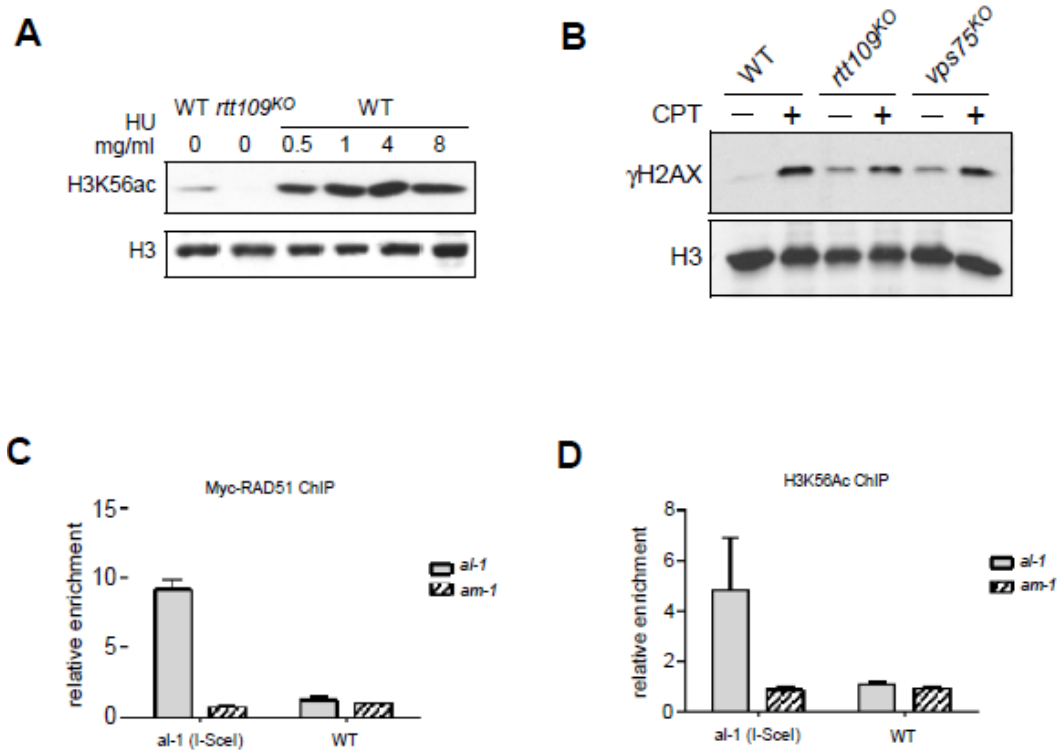 A
WT rtt109KO WT
HU
mg/ml 0 0 0.5 1 4 8
H3K56ac
H3
B
WT rtt109KO vps75KO
CPT — + — + — +
γH2AX
H3
C
Myc-RAD51 ChIP
relative enrichment
15
10
5
0
al-1 (I-SceI) WT
al-1
am-1
D
H3K56Ac ChIP
relative enrichment
8
6
4
2
0
al-1 (I-SceI) WT
al-1
am-1